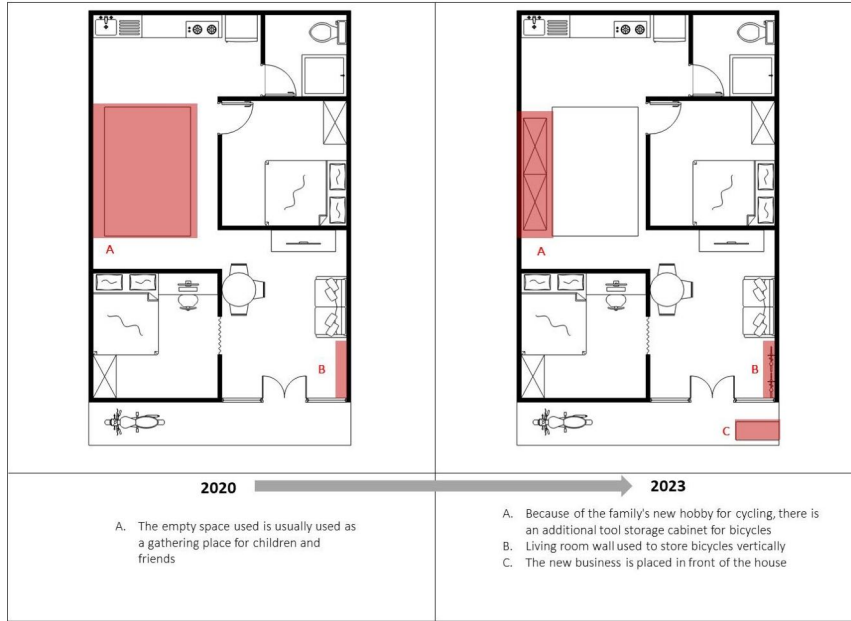 A
B
A
B
C
2020
2023
A. The empty space used is usually used as
a gathering place for children and
friends
A. Because of the family's new hobby for cycling, there is
an additional tool storage cabinet for bicycles
B. Living room wall used to store bicycles vertically
C. The new business is placed in front of the house